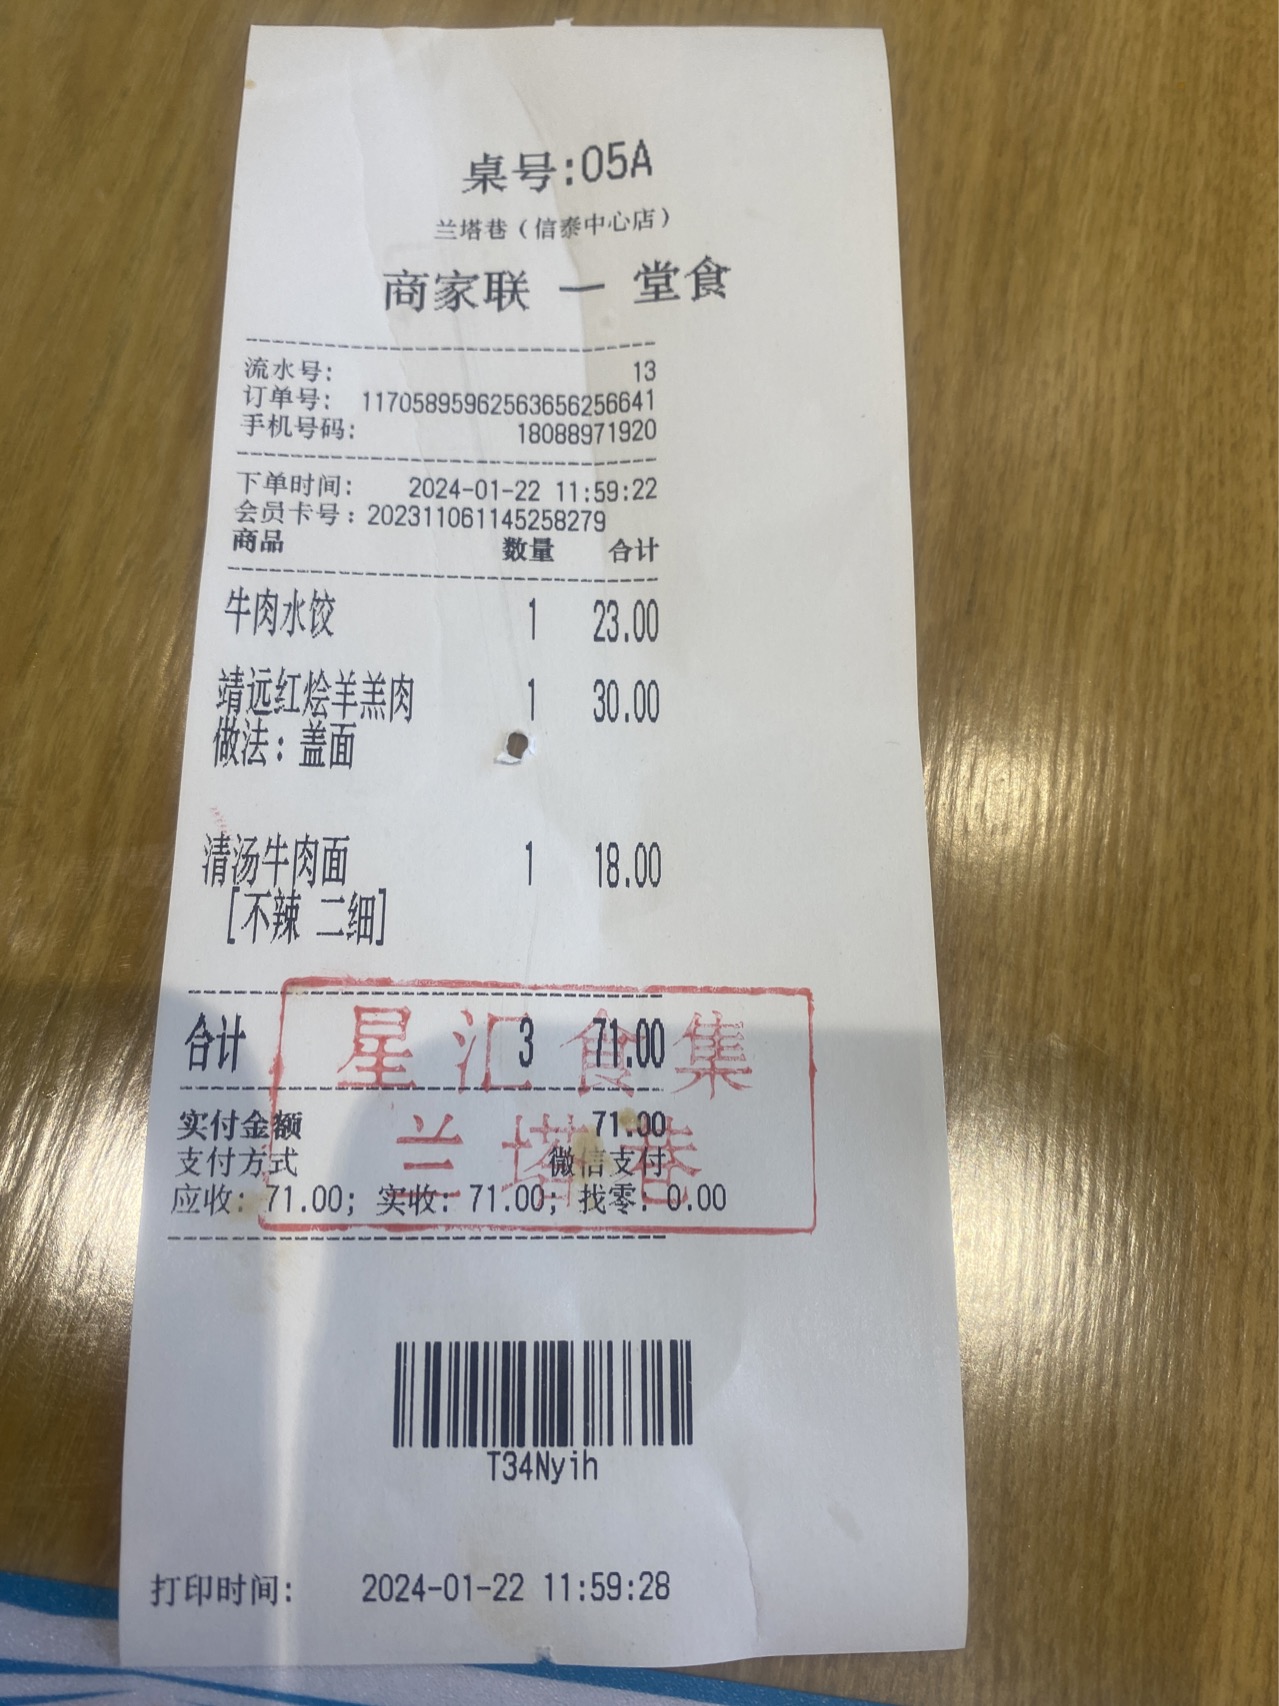 桌号:05A
兰塔巷（信泰中心店）
商家联 一 堂食
流水号: 13
订单号: 11705895962563656256641
手机号码: 18088971920
下单时间: 2024-01-22 11:59:22
会员卡号：202311061145258279
商品 数量 合计
牛肉水饺 1 23.00
靖远红烩羊羔肉 1 30.00
做法：盖面
清汤牛肉面 1 18.00
[不辣 二细]
合计 3 71.00
星汇食集
实付金额 71.00
兰塔巷
支付方式 微信支付
应收: 71.00; 实收: 71.00; 找零: 0.00
T34Nyih
打印时间: 2024-01-22 11:59:28